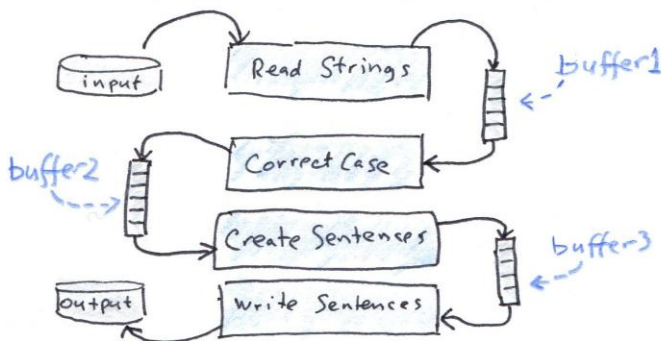 input
Read Strings
buffer1
buffer2
Correct Case
Create Sentences
buffer3
output
Write Sentences